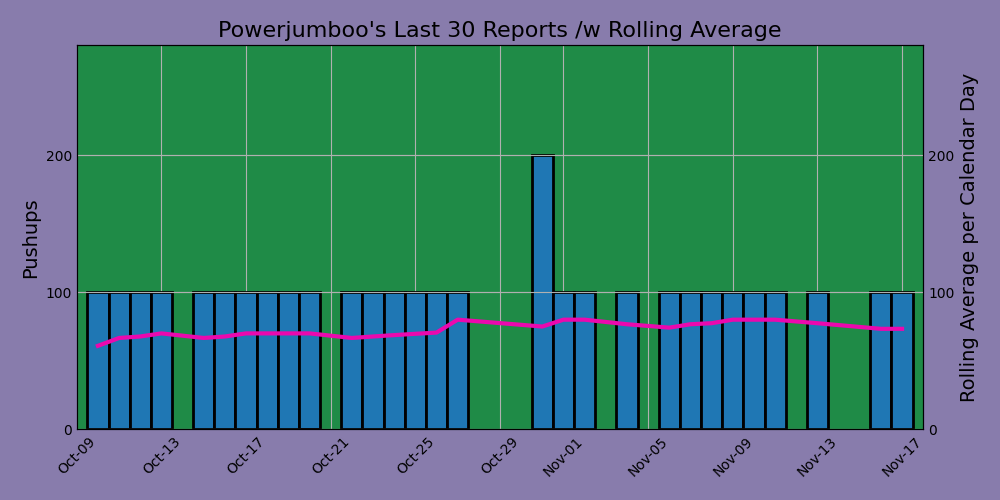 Powerjumboo's Last 30 Reports /w Rolling Average
Pushups
200
100
0
200
100
0
Rolling Average per Calendar Day
Oct-09
Oct-13
Oct-17
Oct-21
Oct-25
Oct-29
Nov-01
Nov-05
Nov-09
Nov-13
Nov-17